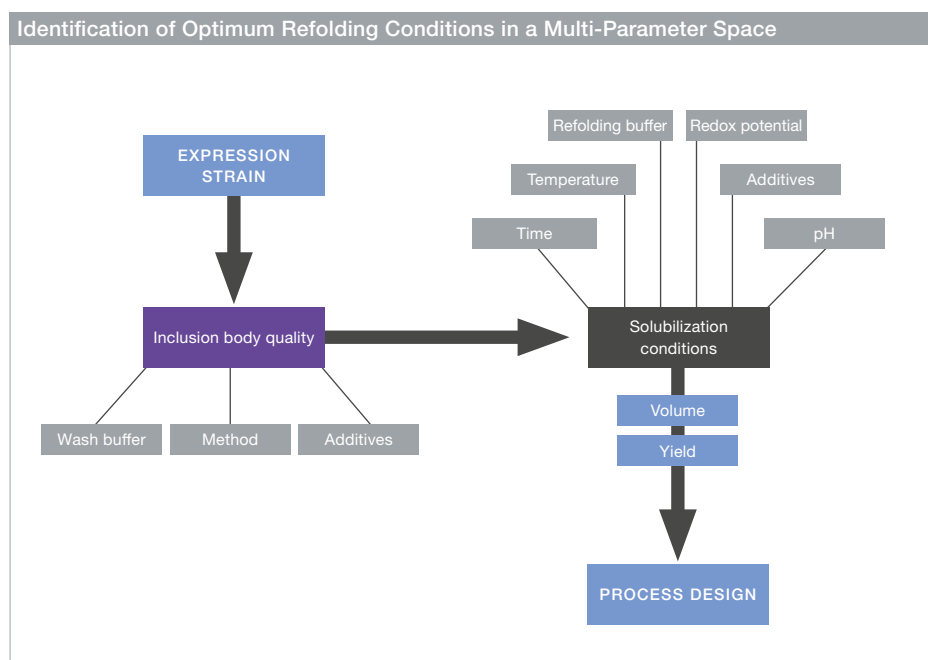 Identification of Optimum Refolding Conditions in a Multi-Parameter Space
Refolding buffer
Redox potential
EXPRESSION
STRAIN
Temperature
Additives
Time
pH
Inclusion body quality
Solubilization
conditions
Wash buffer
Method
Additives
Volume
Yield
PROCESS DESIGN